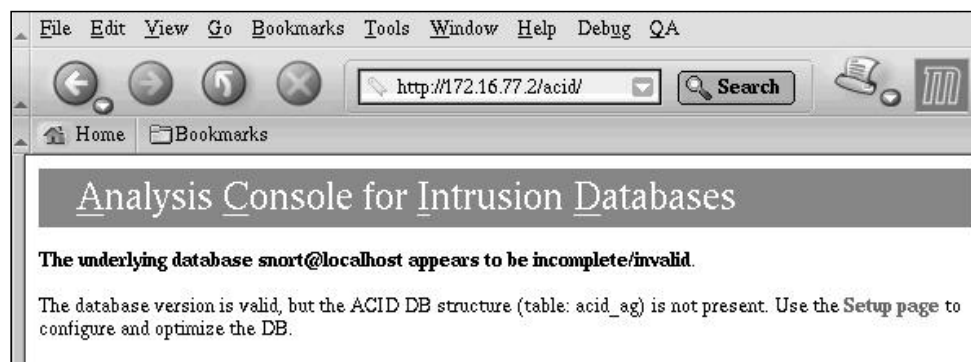 File Edit View Go Bookmarks Tools Window Help Debug QA
http://172.16.77.2/acid/ Search
Home Bookmarks
Analysis Console for Intrusion Databases
The underlying database snort@localhost appears to be incomplete/invalid.
The database version is valid, but the ACID DB structure (table: acid_ag) is not present. Use the Setup page to
configure and optimize the DB.